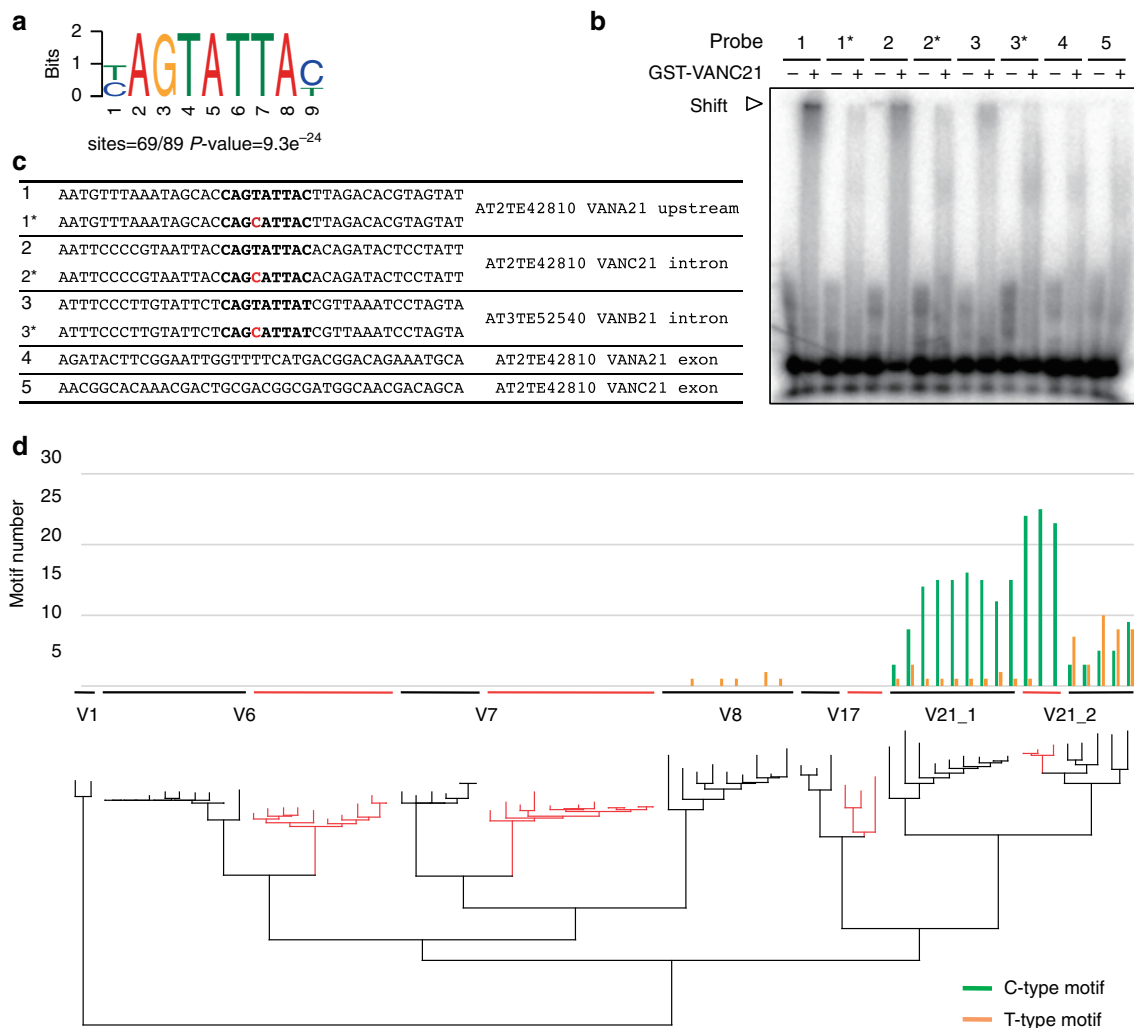 a
Bits
2
1
0
TC A G T A T T A CT
1 2 3 4 5 6 7 8 9
sites=69/89 P-value=9.3e−24
b
Probe 1 1* 2 2* 3 3* 4 5
GST-VANC21 − + − + − + − + − + − + − + − +
Shift
c
1 AATGTTTAAATAGCACCAGTATTACTTAGACACGTAGTAT
1* AATGTTTAAATAGCACCAGCATTACTTAGACACGTAGTAT
AT2TE42810 VANA21 upstream
2 AATTCCCCGTAATTACCAGTATTACACAGATACTCCTATT
2* AATTCCCCGTAATTACCAGCATTACACAGATACTCCTATT
AT2TE42810 VANC21 intron
3 ATTTCCCTTGTATTCTCAGTATTATCGTTAAATCCTAGTA
3* ATTTCCCTTGTATTCTCAGCATTATCGTTAAATCCTAGTA
AT3TE52540 VANB21 intron
4 AGATACTTCGGAATTGGTTTTCATGACGGACAGAAATGCA AT2TE42810 VANA21 exon
5 AACGGCACAAACGACTGCGACGGCGATGGCAACGACAGCA AT2TE42810 VANC21 exon
d
Motif number
30
25
20
15
10
5
V1 V6 V7 V8 V17 V21_1 V21_2
C-type motif
T-type motif